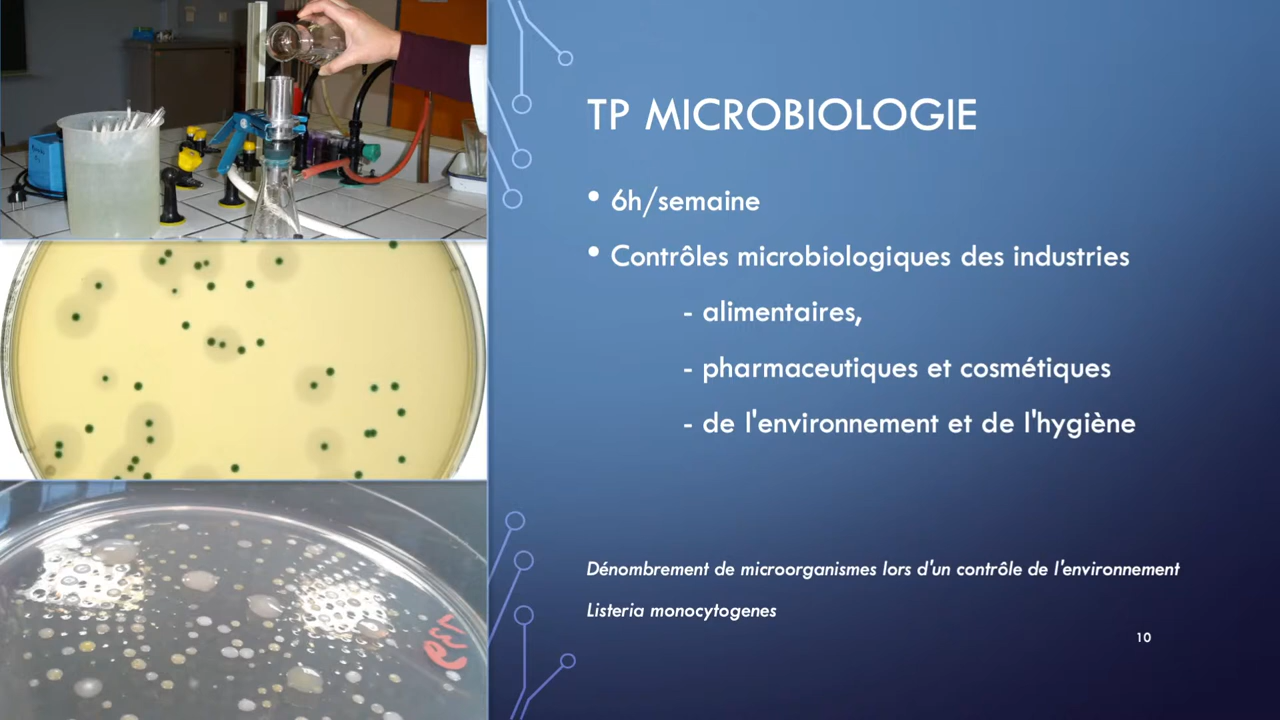 TP MICROBIOLOGIE
• 6h/semaine
• Contrôles microbiologiques des industries
- alimentaires,
- pharmaceutiques et cosmétiques
- de l'environnement et de l'hygiène
Dénombrement de microorganismes lors d'un contrôle de l'environnement
Listeria monocytogenes
10